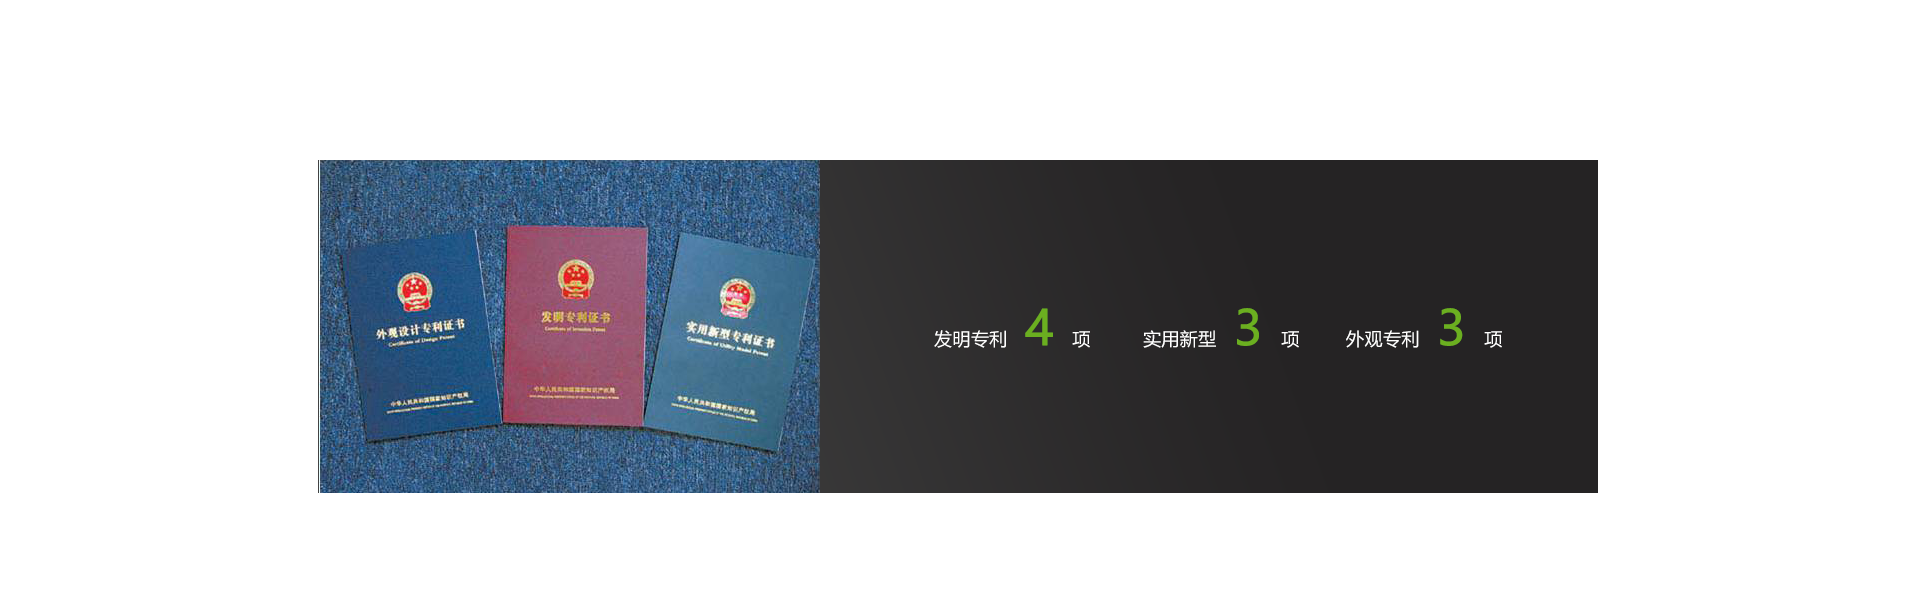 外观设计专利证书
Certificate of Design Patent
中华人民共和国国家知识产权局
发明专利证书
Certificate of Invention Patent
中华人民共和国国家知识产权局
实用新型专利证书
Certificate of Utility Model Patent
中华人民共和国国家知识产权局
发明专利 4 项 实用新型 3 项 外观专利 3 项